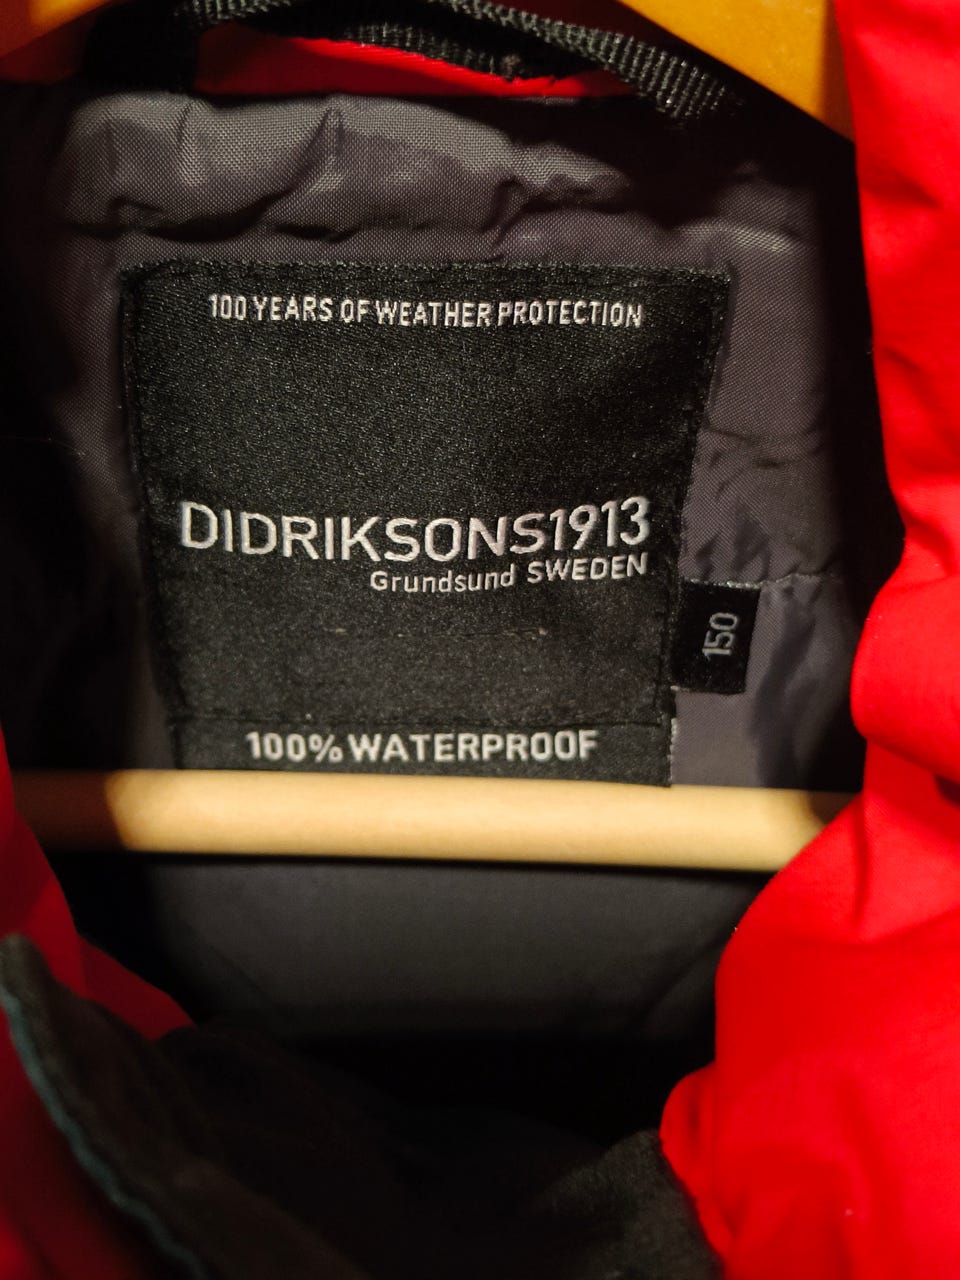 100 YEARS OF WEATHER PROTECTION
DIDRIKSONS1913
Grundsund SWEDEN
150
100% WATERPROOF